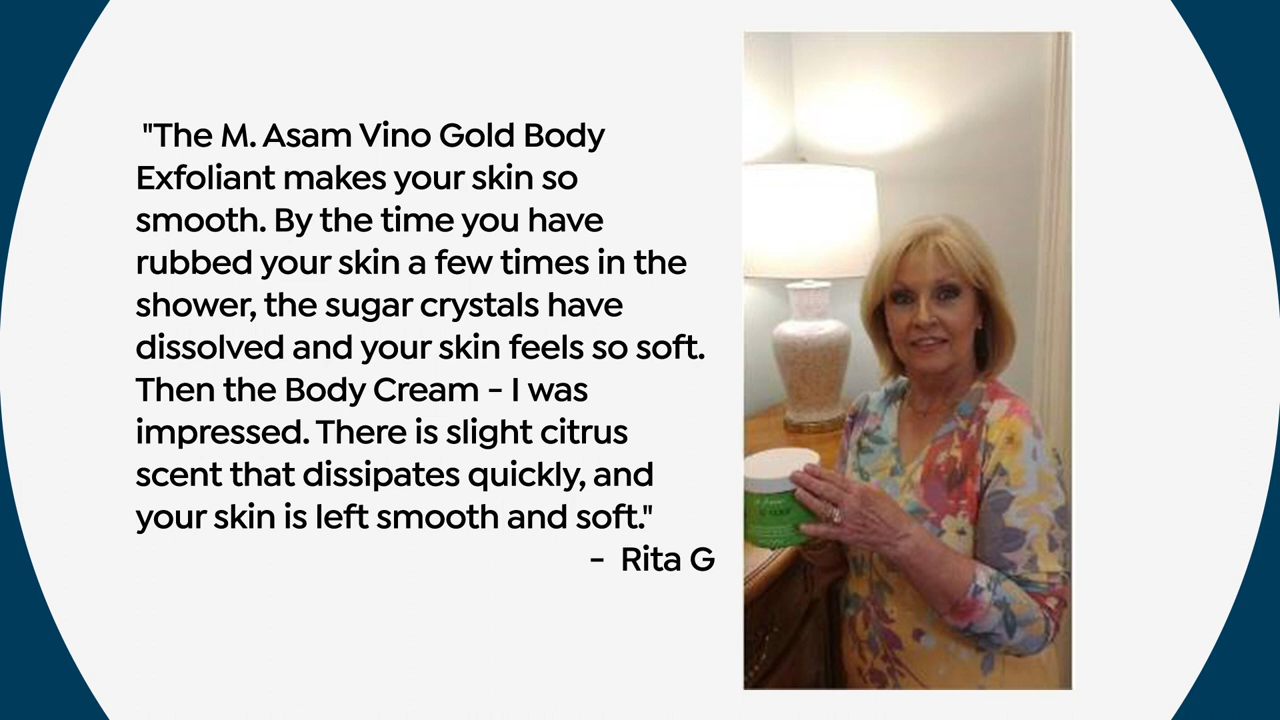 "The M. Asam Vino Gold Body
Exfoliant makes your skin so
smooth. By the time you have
rubbed your skin a few times in the
shower, the sugar crystals have
dissolved and your skin feels so soft.
Then the Body Cream - I was
impressed. There is slight citrus
scent that dissipates quickly, and
your skin is left smooth and soft."
- Rita G